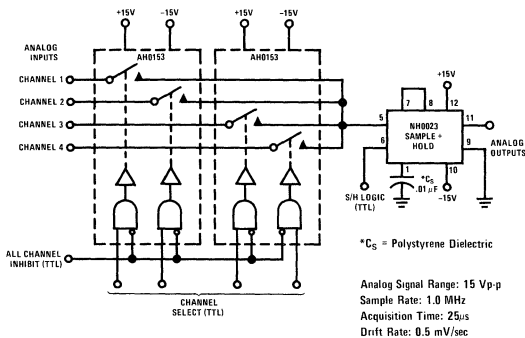 +15V
-15V
+15V
-15V
ANALOG
INPUTS
AH0153
AH0153
CHANNEL 1
CHANNEL 2
CHANNEL 3
CHANNEL 4
+15V
7
8
12
5
NH0023
SAMPLE +
HOLD
11
ANALOG
OUTPUTS
6
9
1
10
*CS
.01 μF
-15V
S/H LOGIC
(TTL)
ALL CHANNEL
INHIBIT (TTL)
CHANNEL
SELECT (TTL)
*CS = Polystyrene Dielectric
Analog Signal Range: 15 Vp-p
Sample Rate: 1.0 MHz
Acquisition Time: 25μs
Drift Rate: 0.5 mV/sec